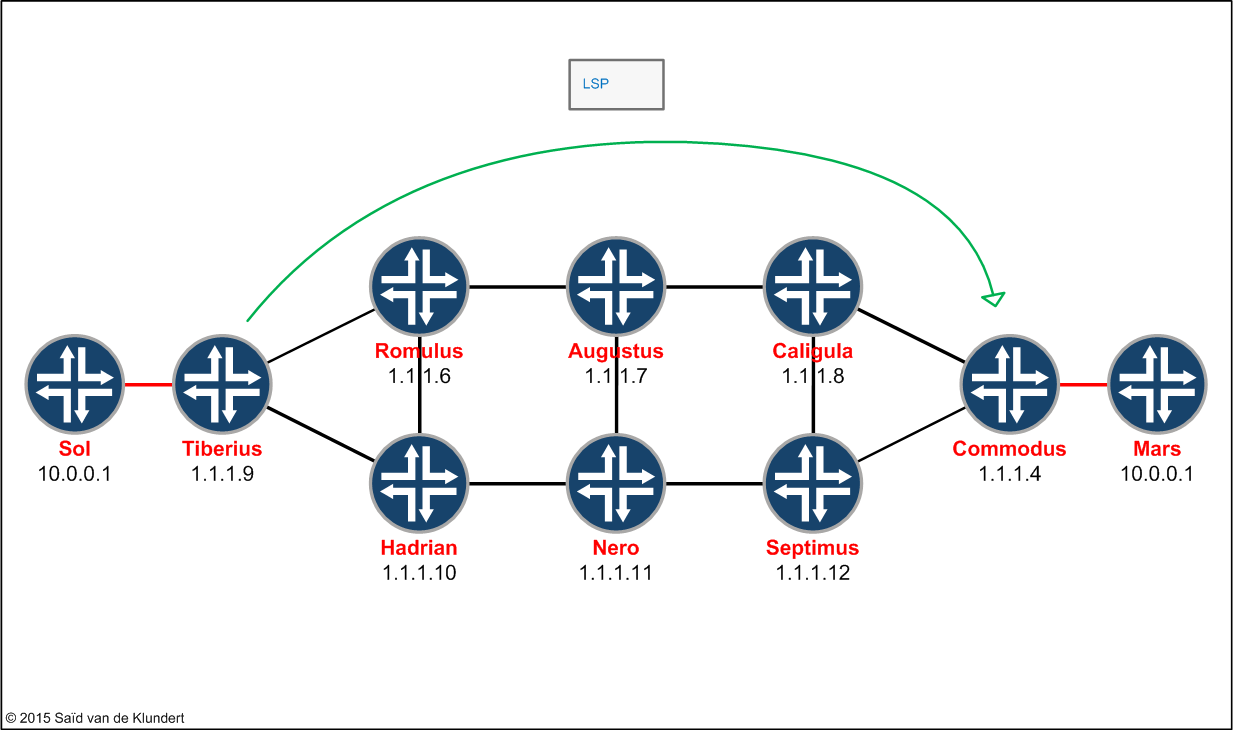 LSP
Romulus
1.1.1.6
Augustus
1.1.1.7
Caligula
1.1.1.8
Sol
10.0.0.1
Tiberius
1.1.1.9
Commodus
1.1.1.4
Mars
10.0.0.1
Hadrian
1.1.1.10
Nero
1.1.1.11
Septimus
1.1.1.12
© 2015 Saïd van de Klundert